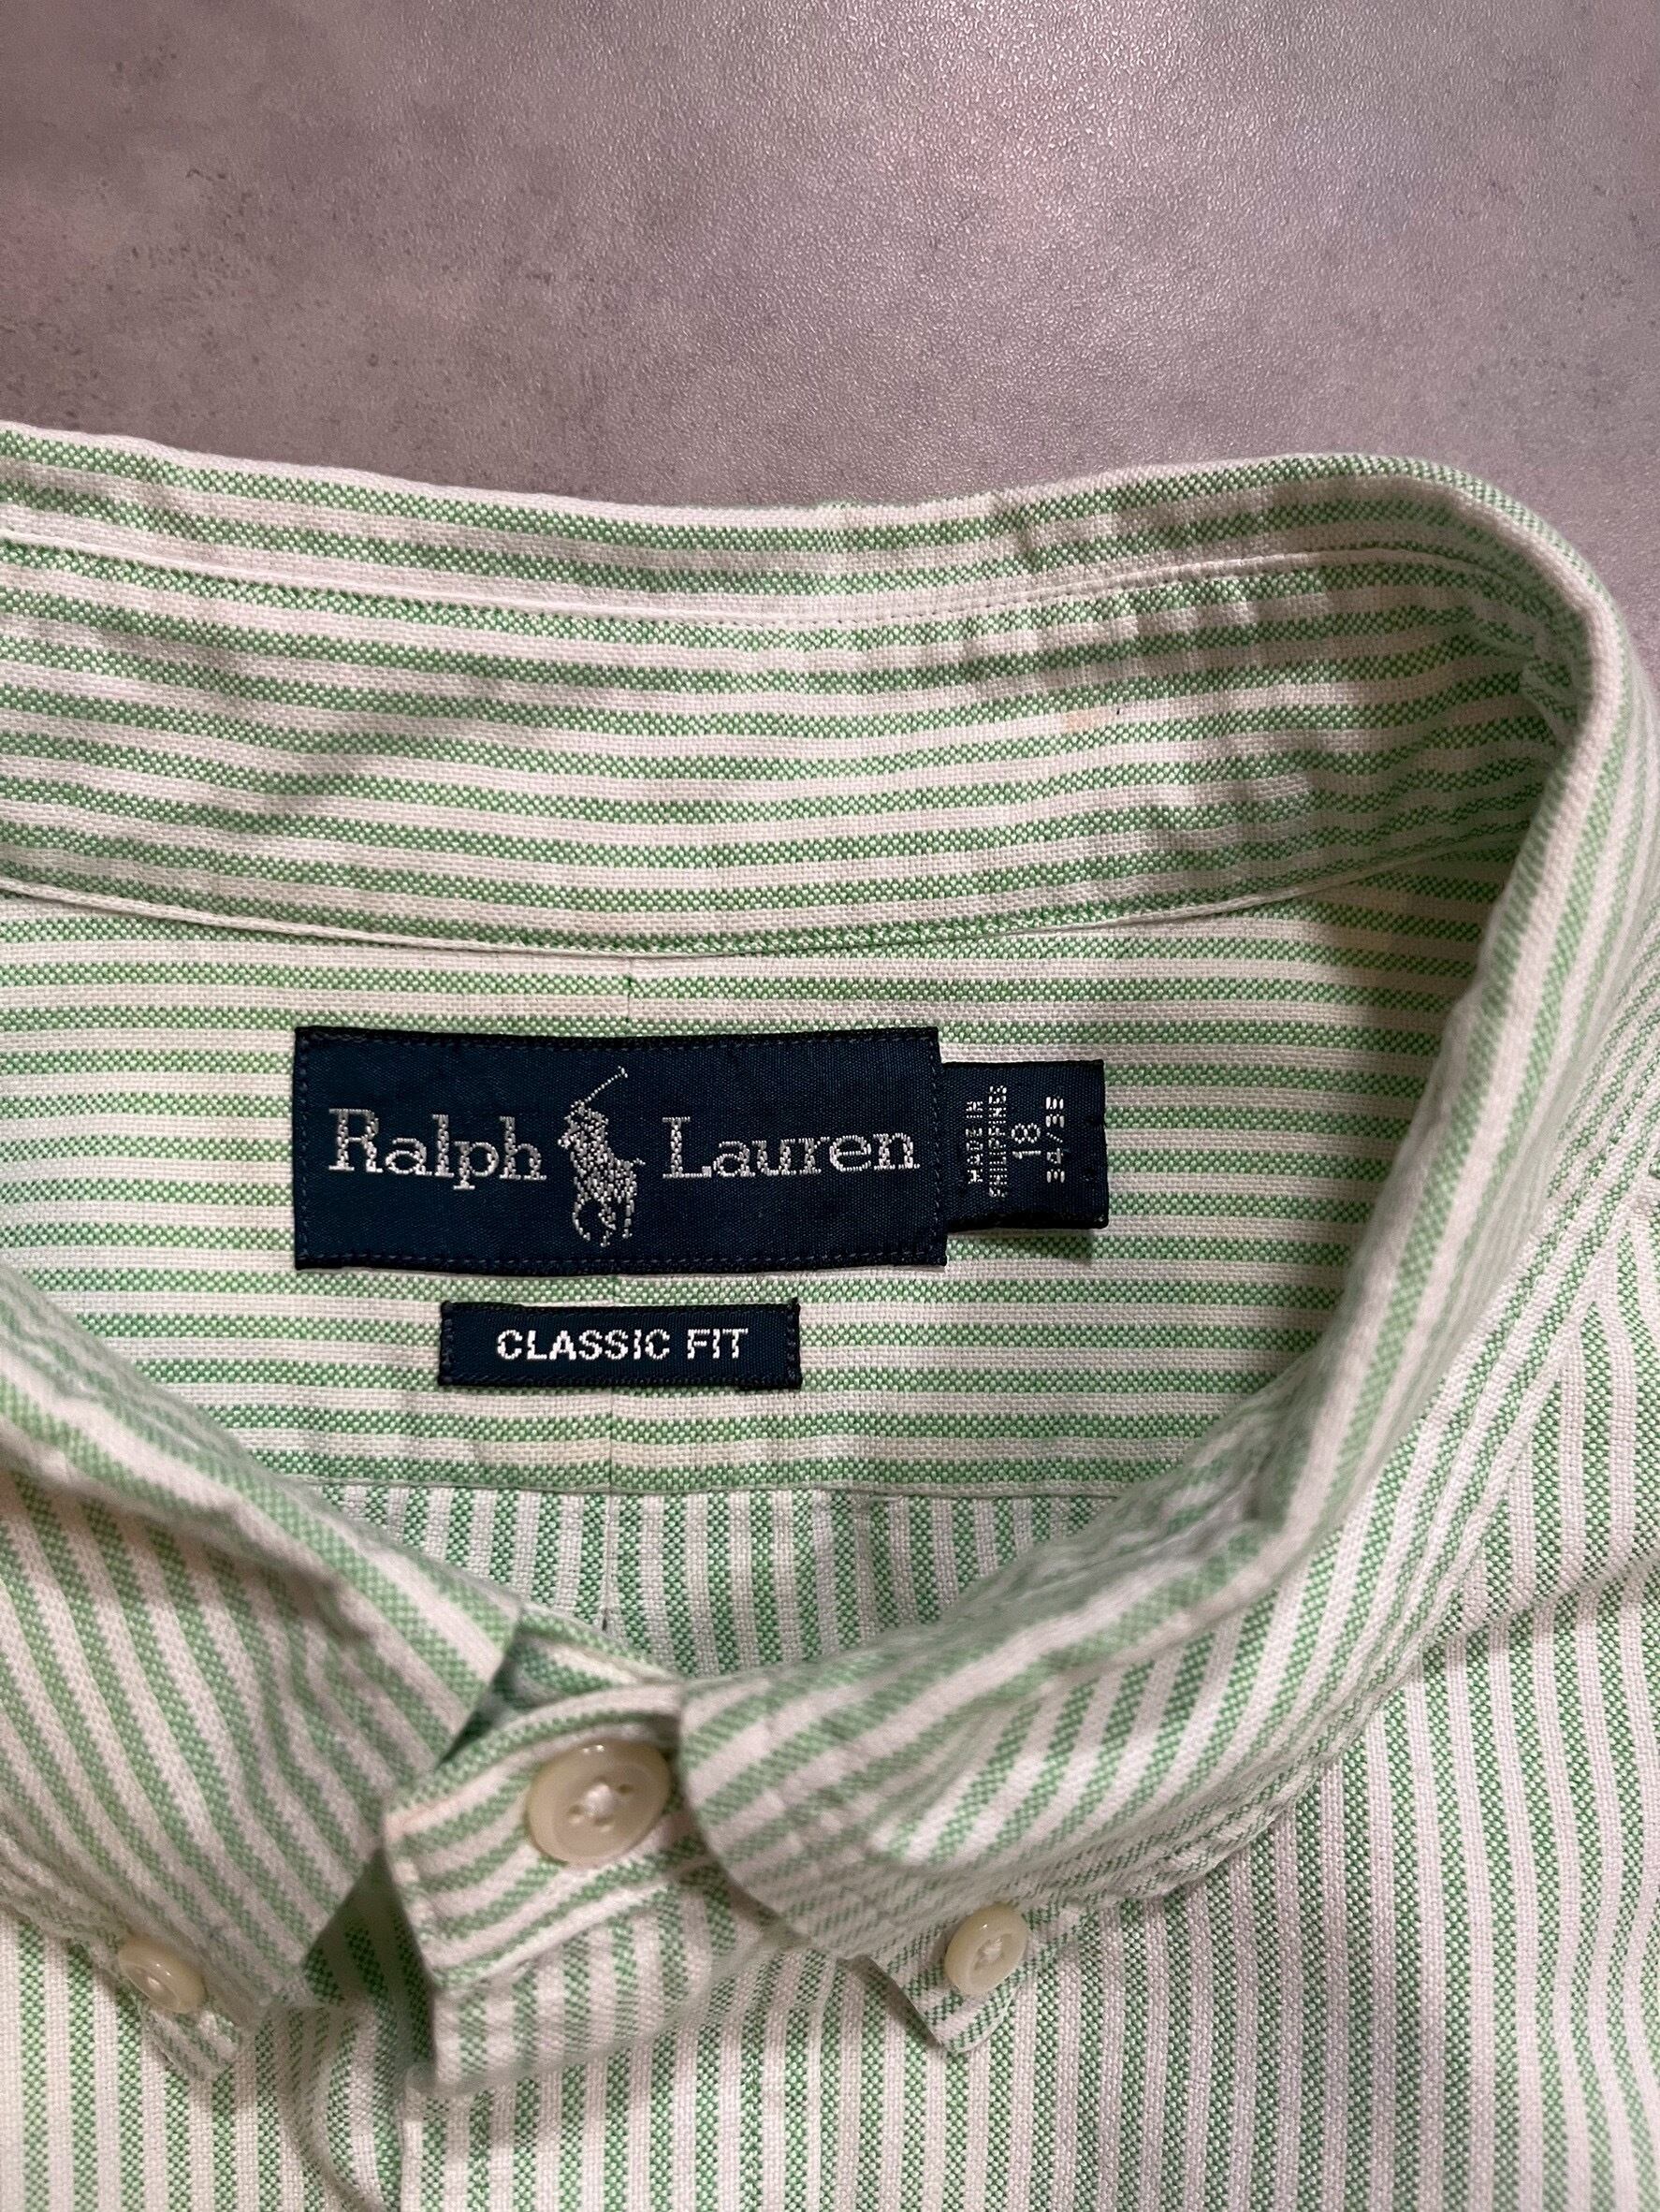 Ralph Lauren
MADE IN
PHILIPPINES
18
34/35
CLASSIC FIT